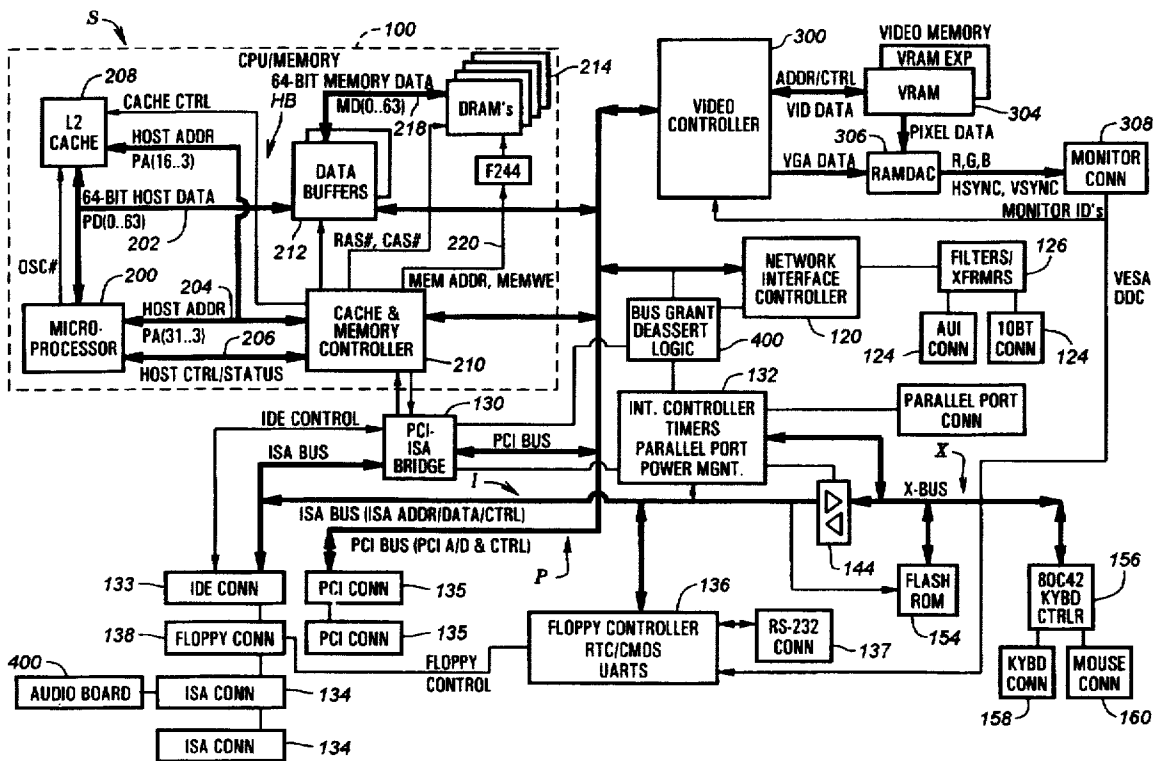 S
100
CPU/MEMORY
208
L2
CACHE
CACHE CTRL
HOST ADDR
PA(16..3)
HB
64-BIT MEMORY DATA
MD(0..63)
218
DRAM's
214
F244
DATA
BUFFERS
212
64-BIT HOST DATA
PD(0..63)
202
OSC#
RAS#, CAS#
220
MEM ADDR, MEMWE
200
MICRO-
PROCESSOR
204
HOST ADDR
PA(31..3)
206
HOST CTRL/STATUS
CACHE &
MEMORY
CONTROLLER
210
300
VIDEO
CONTROLLER
VIDEO MEMORY
VRAM EXP
VRAM
304
ADDR/CTRL
VID DATA
PIXEL DATA
306
VGA DATA
RAMDAC
R,G,B
HSYNC, VSYNC
308
MONITOR
CONN
MONITOR ID's
NETWORK
INTERFACE
CONTROLLER
120
FILTERS/
XFRMRS
126
AUI
CONN
124
10BT
CONN
124
VESA
DDC
BUS GRANT
DEASSERT
LOGIC
400
132
INT. CONTROLLER
TIMERS
PARALLEL PORT
POWER MGNT.
PARALLEL PORT
CONN
130
PCI-
ISA
BRIDGE
IDE CONTROL
ISA BUS
PCI BUS
I
ISA BUS (ISA ADDR/DATA/CTRL)
PCI BUS (PCI A/D & CTRL)
P
X
X-BUS
144
133
IDE CONN
PCI CONN
135
138
FLOPPY CONN
PCI CONN
135
400
AUDIO BOARD
ISA CONN
134
ISA CONN
134
FLOPPY
CONTROL
136
FLOPPY CONTROLLER
RTC/CMOS
UARTS
RS-232
CONN
137
FLASH
ROM
154
80C42
KYBD
CTRLR
156
KYBD
CONN
158
MOUSE
CONN
160